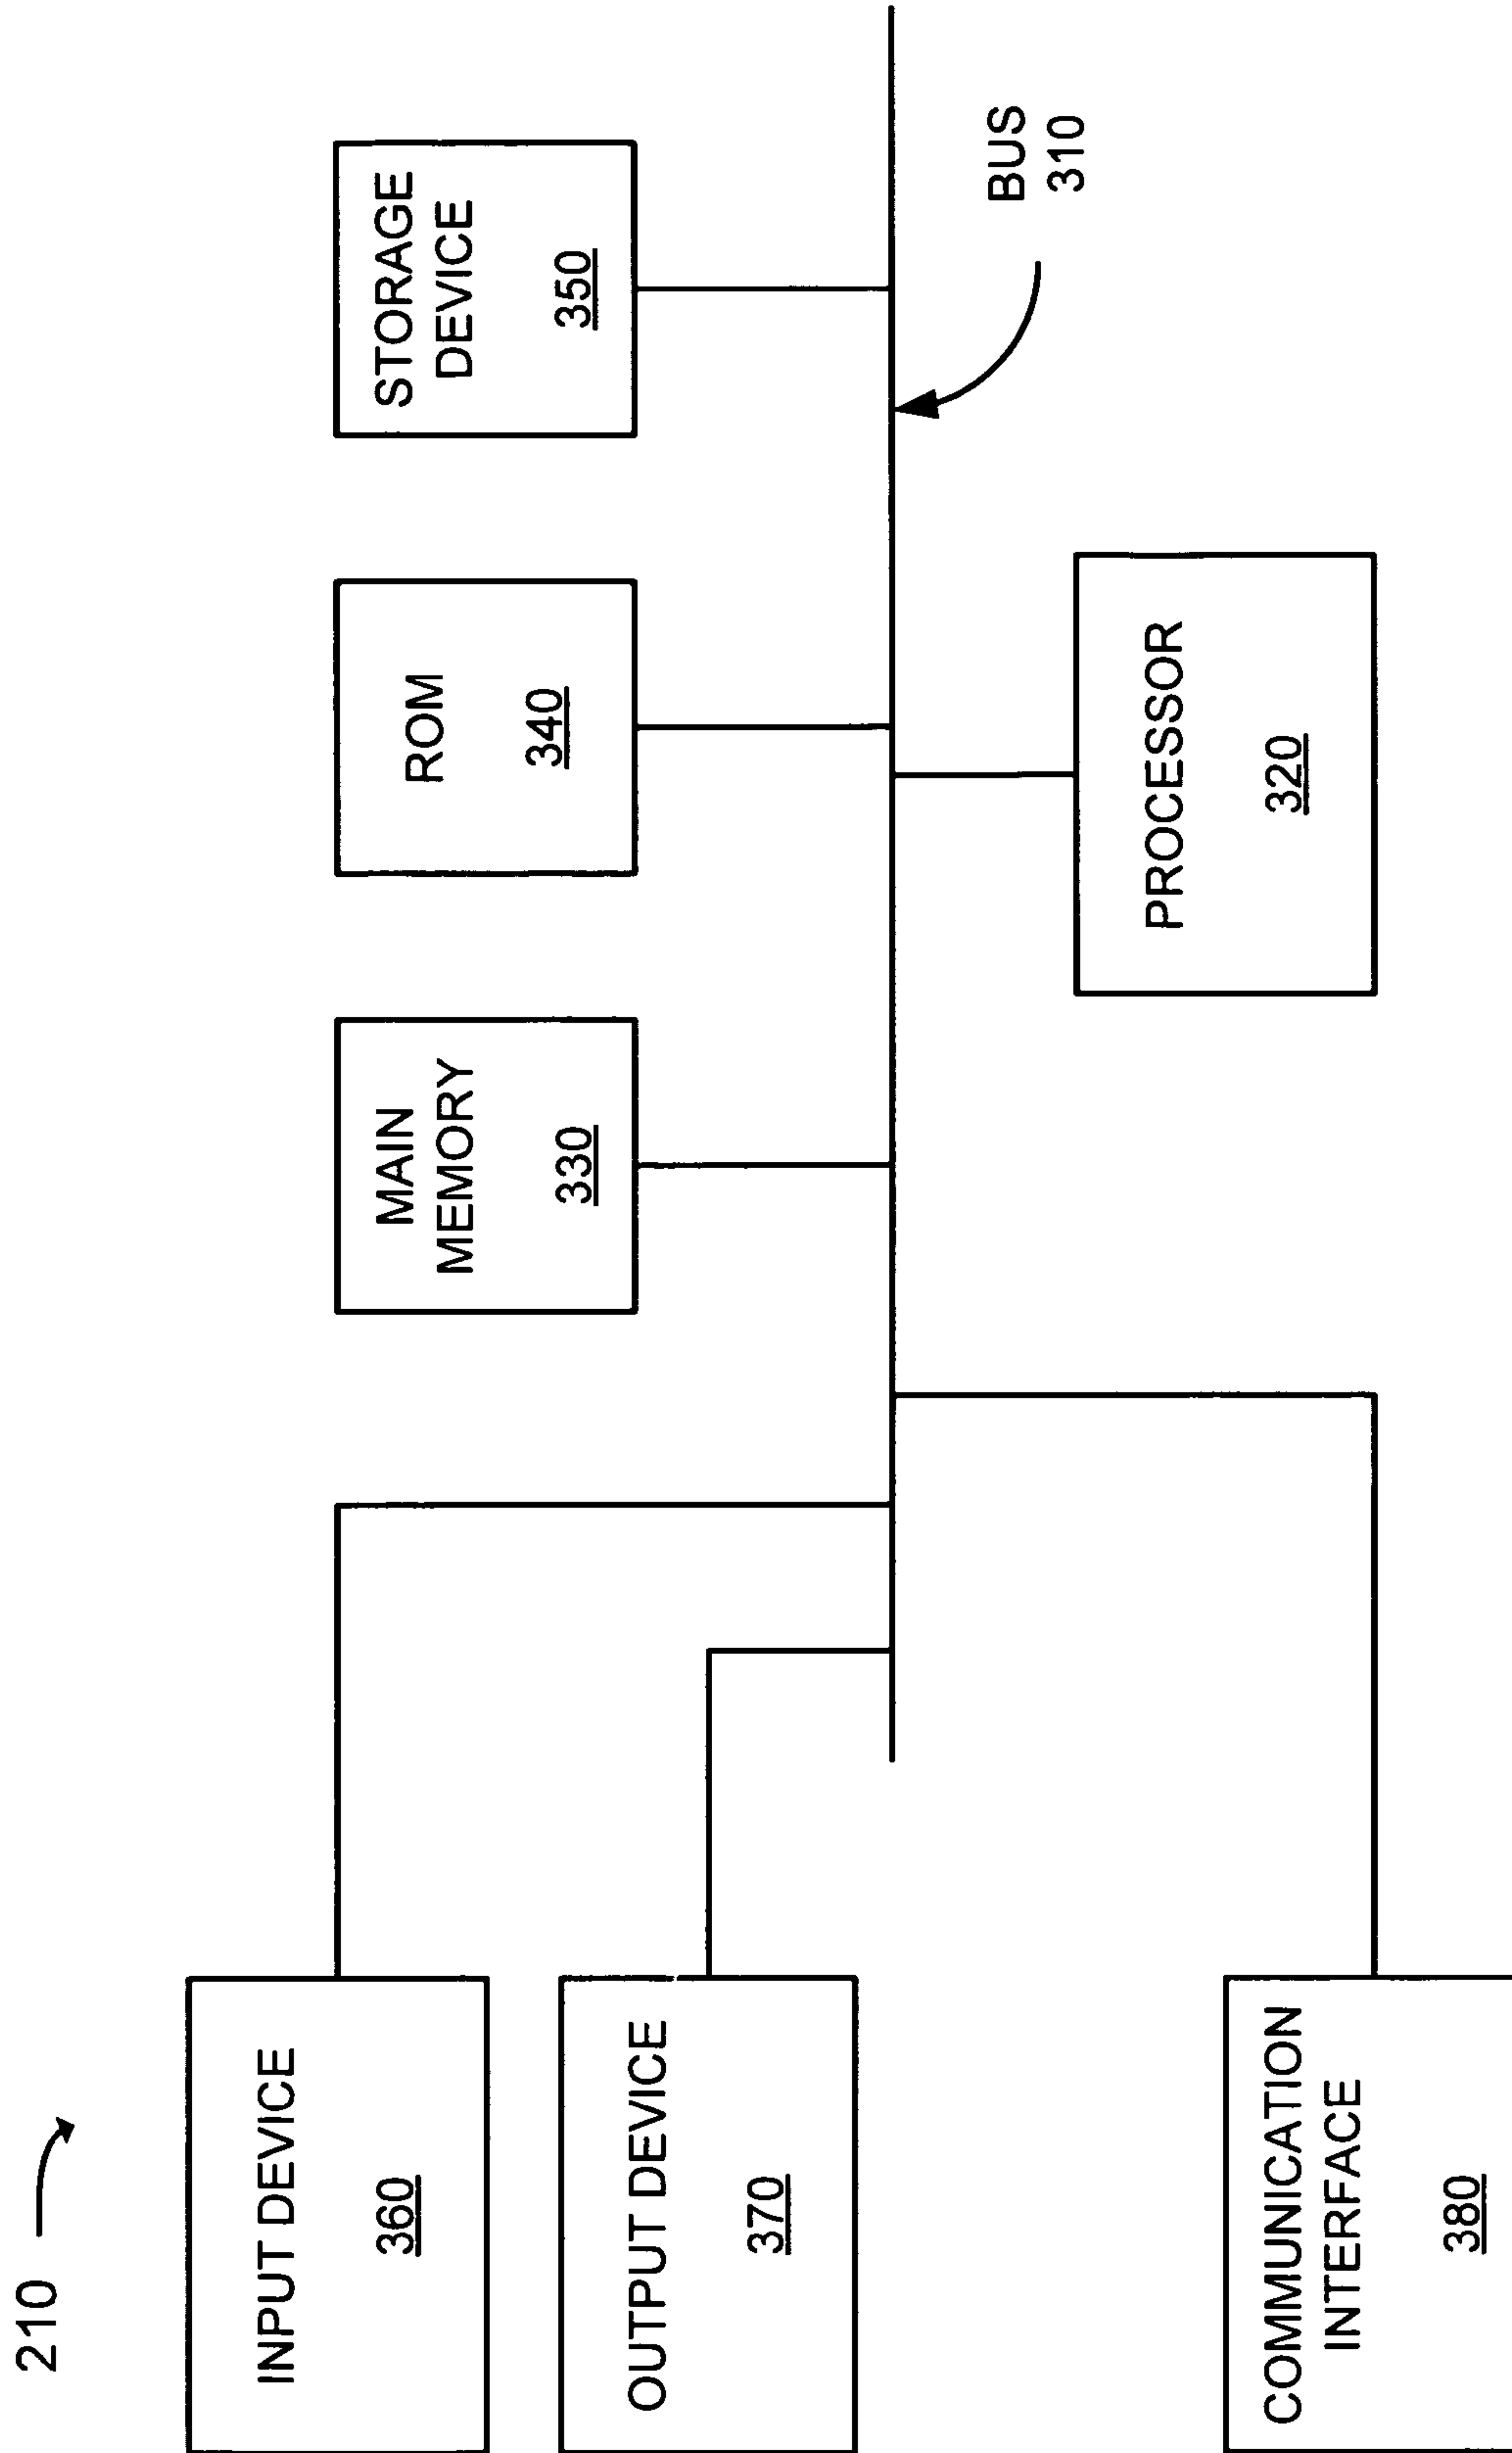 210
INPUT DEVICE
360
OUTPUT DEVICE
370
COMMUNICATION
INTERFACE
380
MAIN
MEMORY
330
ROM
340
STORAGE
DEVICE
350
BUS
310
PROCESSOR
320